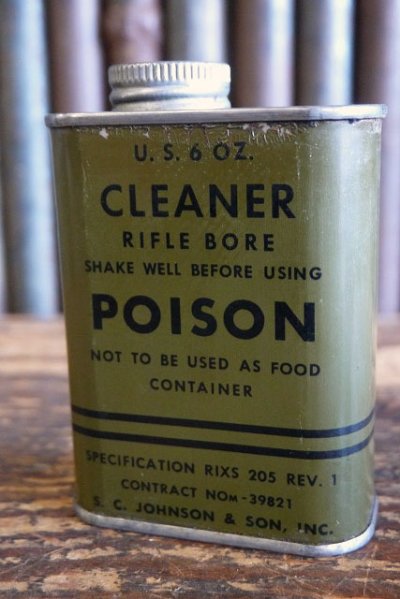 U. S. 6 OZ.
CLEANER
RIFLE BORE
SHAKE WELL BEFORE USING
POISON
NOT TO BE USED AS FOOD
CONTAINER
SPECIFICATION RIXS 205 REV. 1
CONTRACT NOM-39821
S. C. JOHNSON & SON, INC.